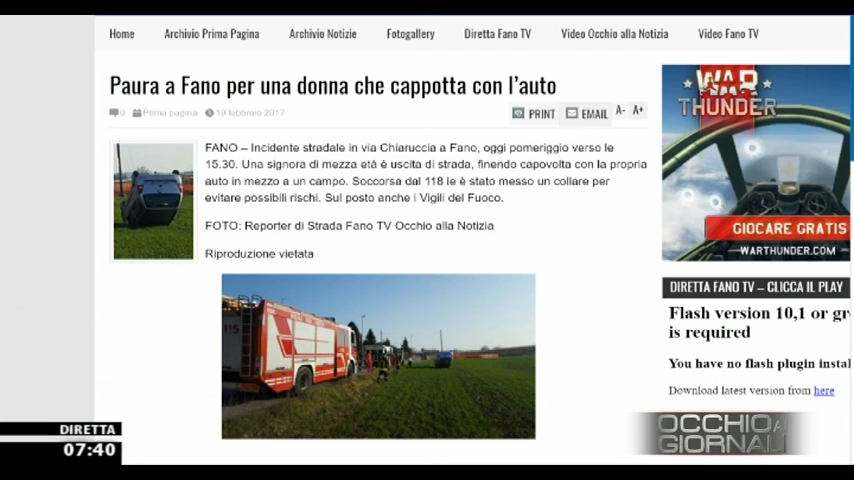 Home Archivio Prima Pagina Archivio Notizie Fotogallery Diretta Fano TV Video Occhio alla Notizia Video Fano TV
Paura a Fano per una donna che cappotta con l'auto
0 Prima pagina 19 febbraio 2017
PRINT EMAIL A- A+
FANO – Incidente stradale in via Chiaruccia a Fano, oggi pomeriggio verso le
15.30. Una signora di mezza età è uscita di strada, finendo capovolta con la propria
auto in mezzo a un campo. Soccorsa dal 118 le è stato messo un collare per
evitare possibili rischi. Sul posto anche i Vigili del Fuoco.
FOTO: Reporter di Strada Fano TV Occhio alla Notizia
Riproduzione vietata
115
WAR
THUNDER
GIOCARE GRATIS
WARTHUNDER.COM
DIRETTA FANO TV – CLICCA IL PLAY
Flash version 10,1 or gr
is required
You have no flash plugin instal
Download latest version from here
OCCHIO AI
GIORNALI
DIRETTA
07:40